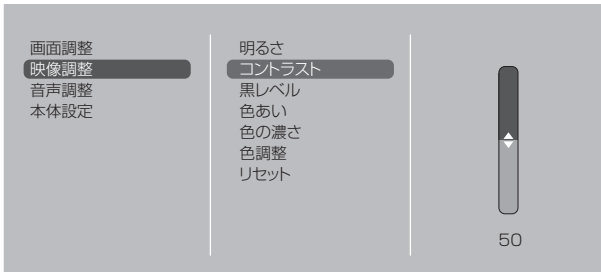 画面調整
映像調整
音声調整
本体設定
明るさ
コントラスト
黒レベル
色あい
色の濃さ
色調整
リセット
50